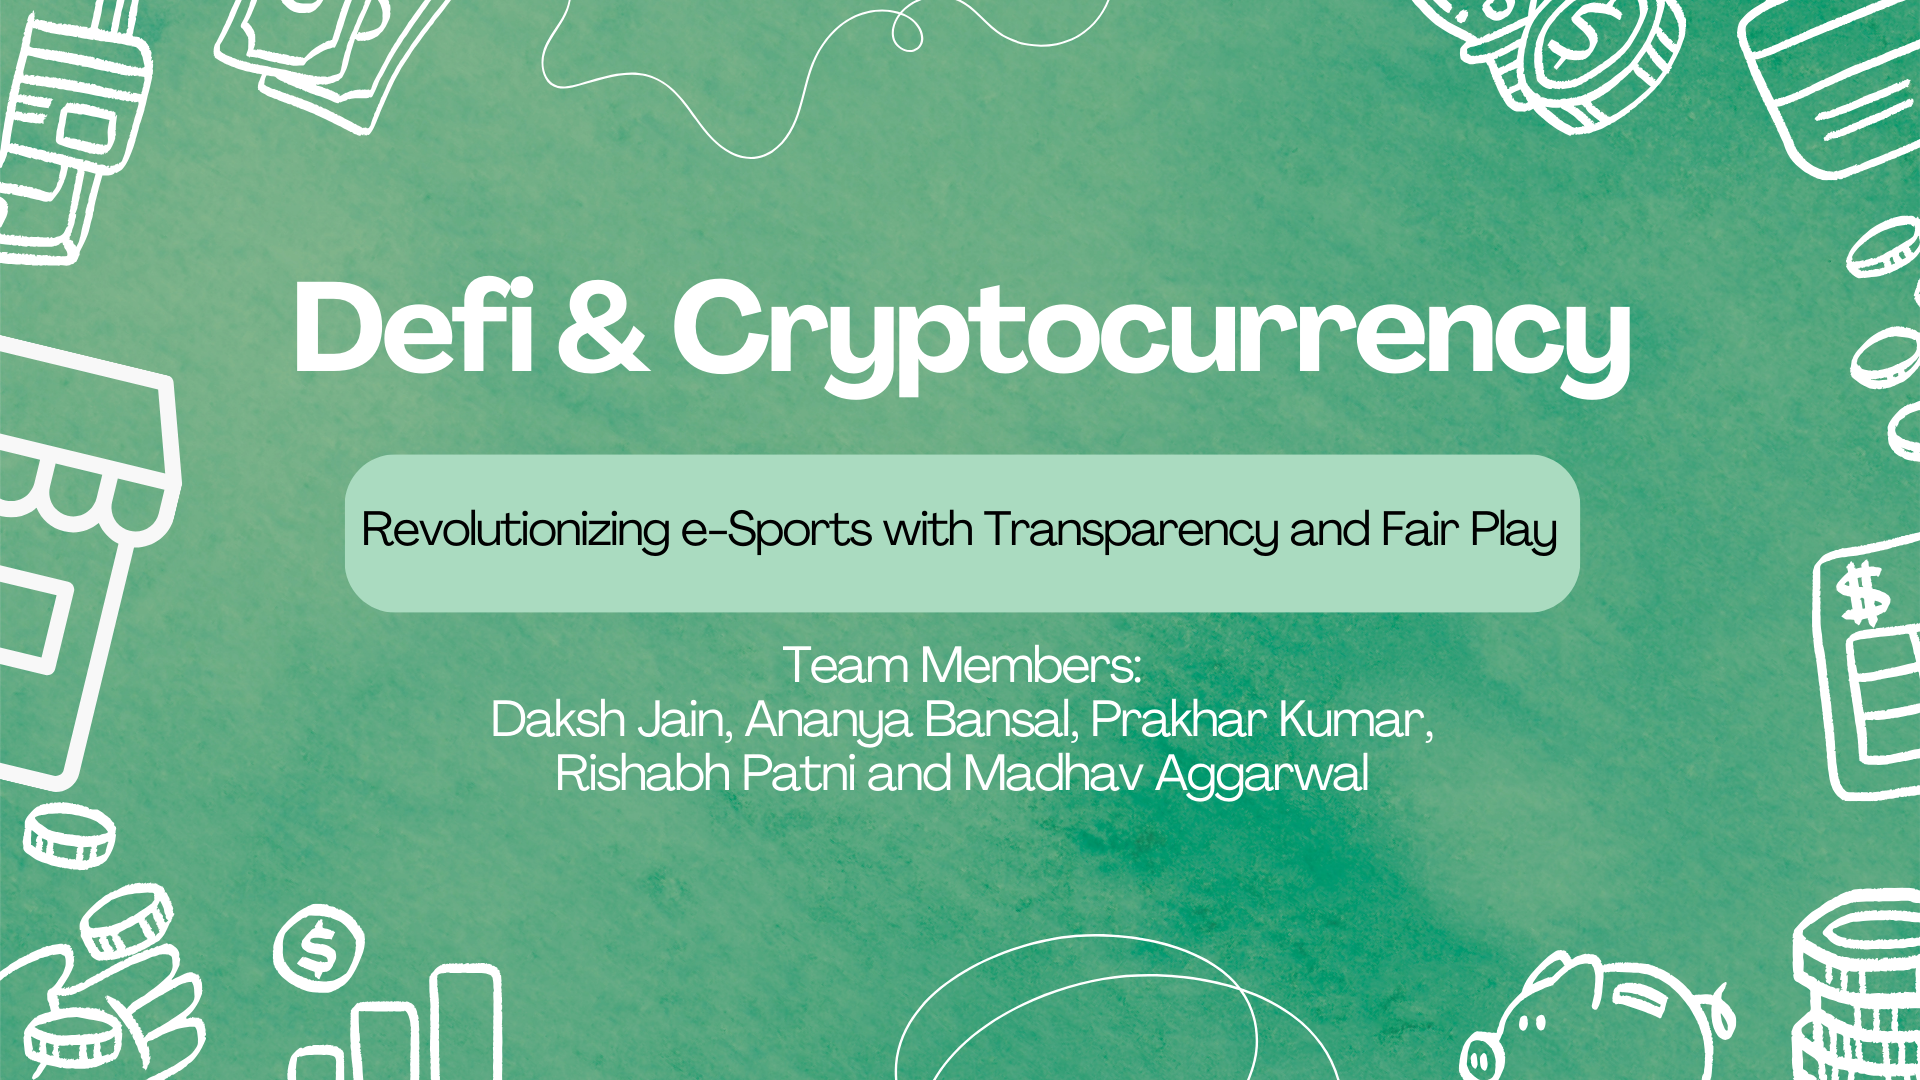 Defi & Cryptocurrency
Revolutionizing e-Sports with Transparency and Fair Play
Team Members:
Daksh Jain, Ananya Bansal, Prakhar Kumar,
Rishabh Patni and Madhav Aggarwal
$
$
$